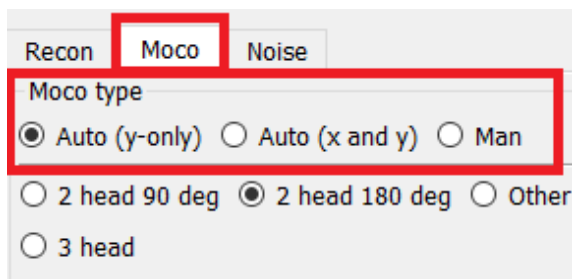 Recon Moco Noise
Moco type
Auto (y-only) Auto (x and y) Man
2 head 90 deg 2 head 180 deg Other
3 head